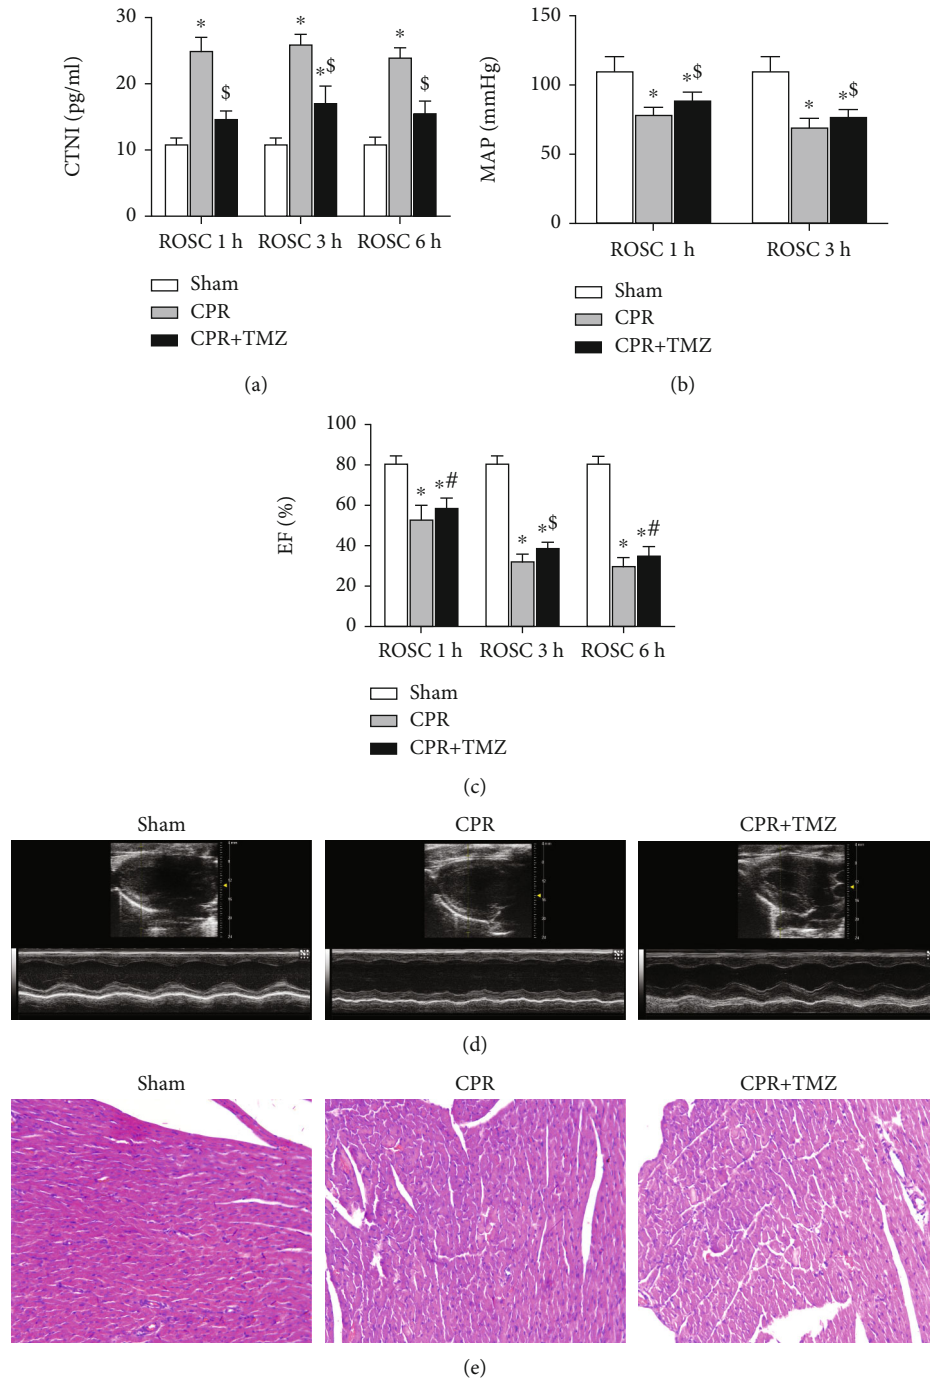 30
20
10
0
CTNI (pg/ml)
*
$
*
*$
*
$
ROSC 1 h
ROSC 3 h
ROSC 6 h
Sham
CPR
CPR+TMZ
(a)
150
100
50
0
MAP (mmHg)
*
*$
*
*$
ROSC 1 h
ROSC 3 h
Sham
CPR
CPR+TMZ
(b)
100
80
60
40
20
0
EF (%)
*
*#
*
*$
*
*#
ROSC 1 h
ROSC 3 h
ROSC 6 h
Sham
CPR
CPR+TMZ
(c)
Sham
CPR
CPR+TMZ
(d)
Sham
CPR
CPR+TMZ
(e)